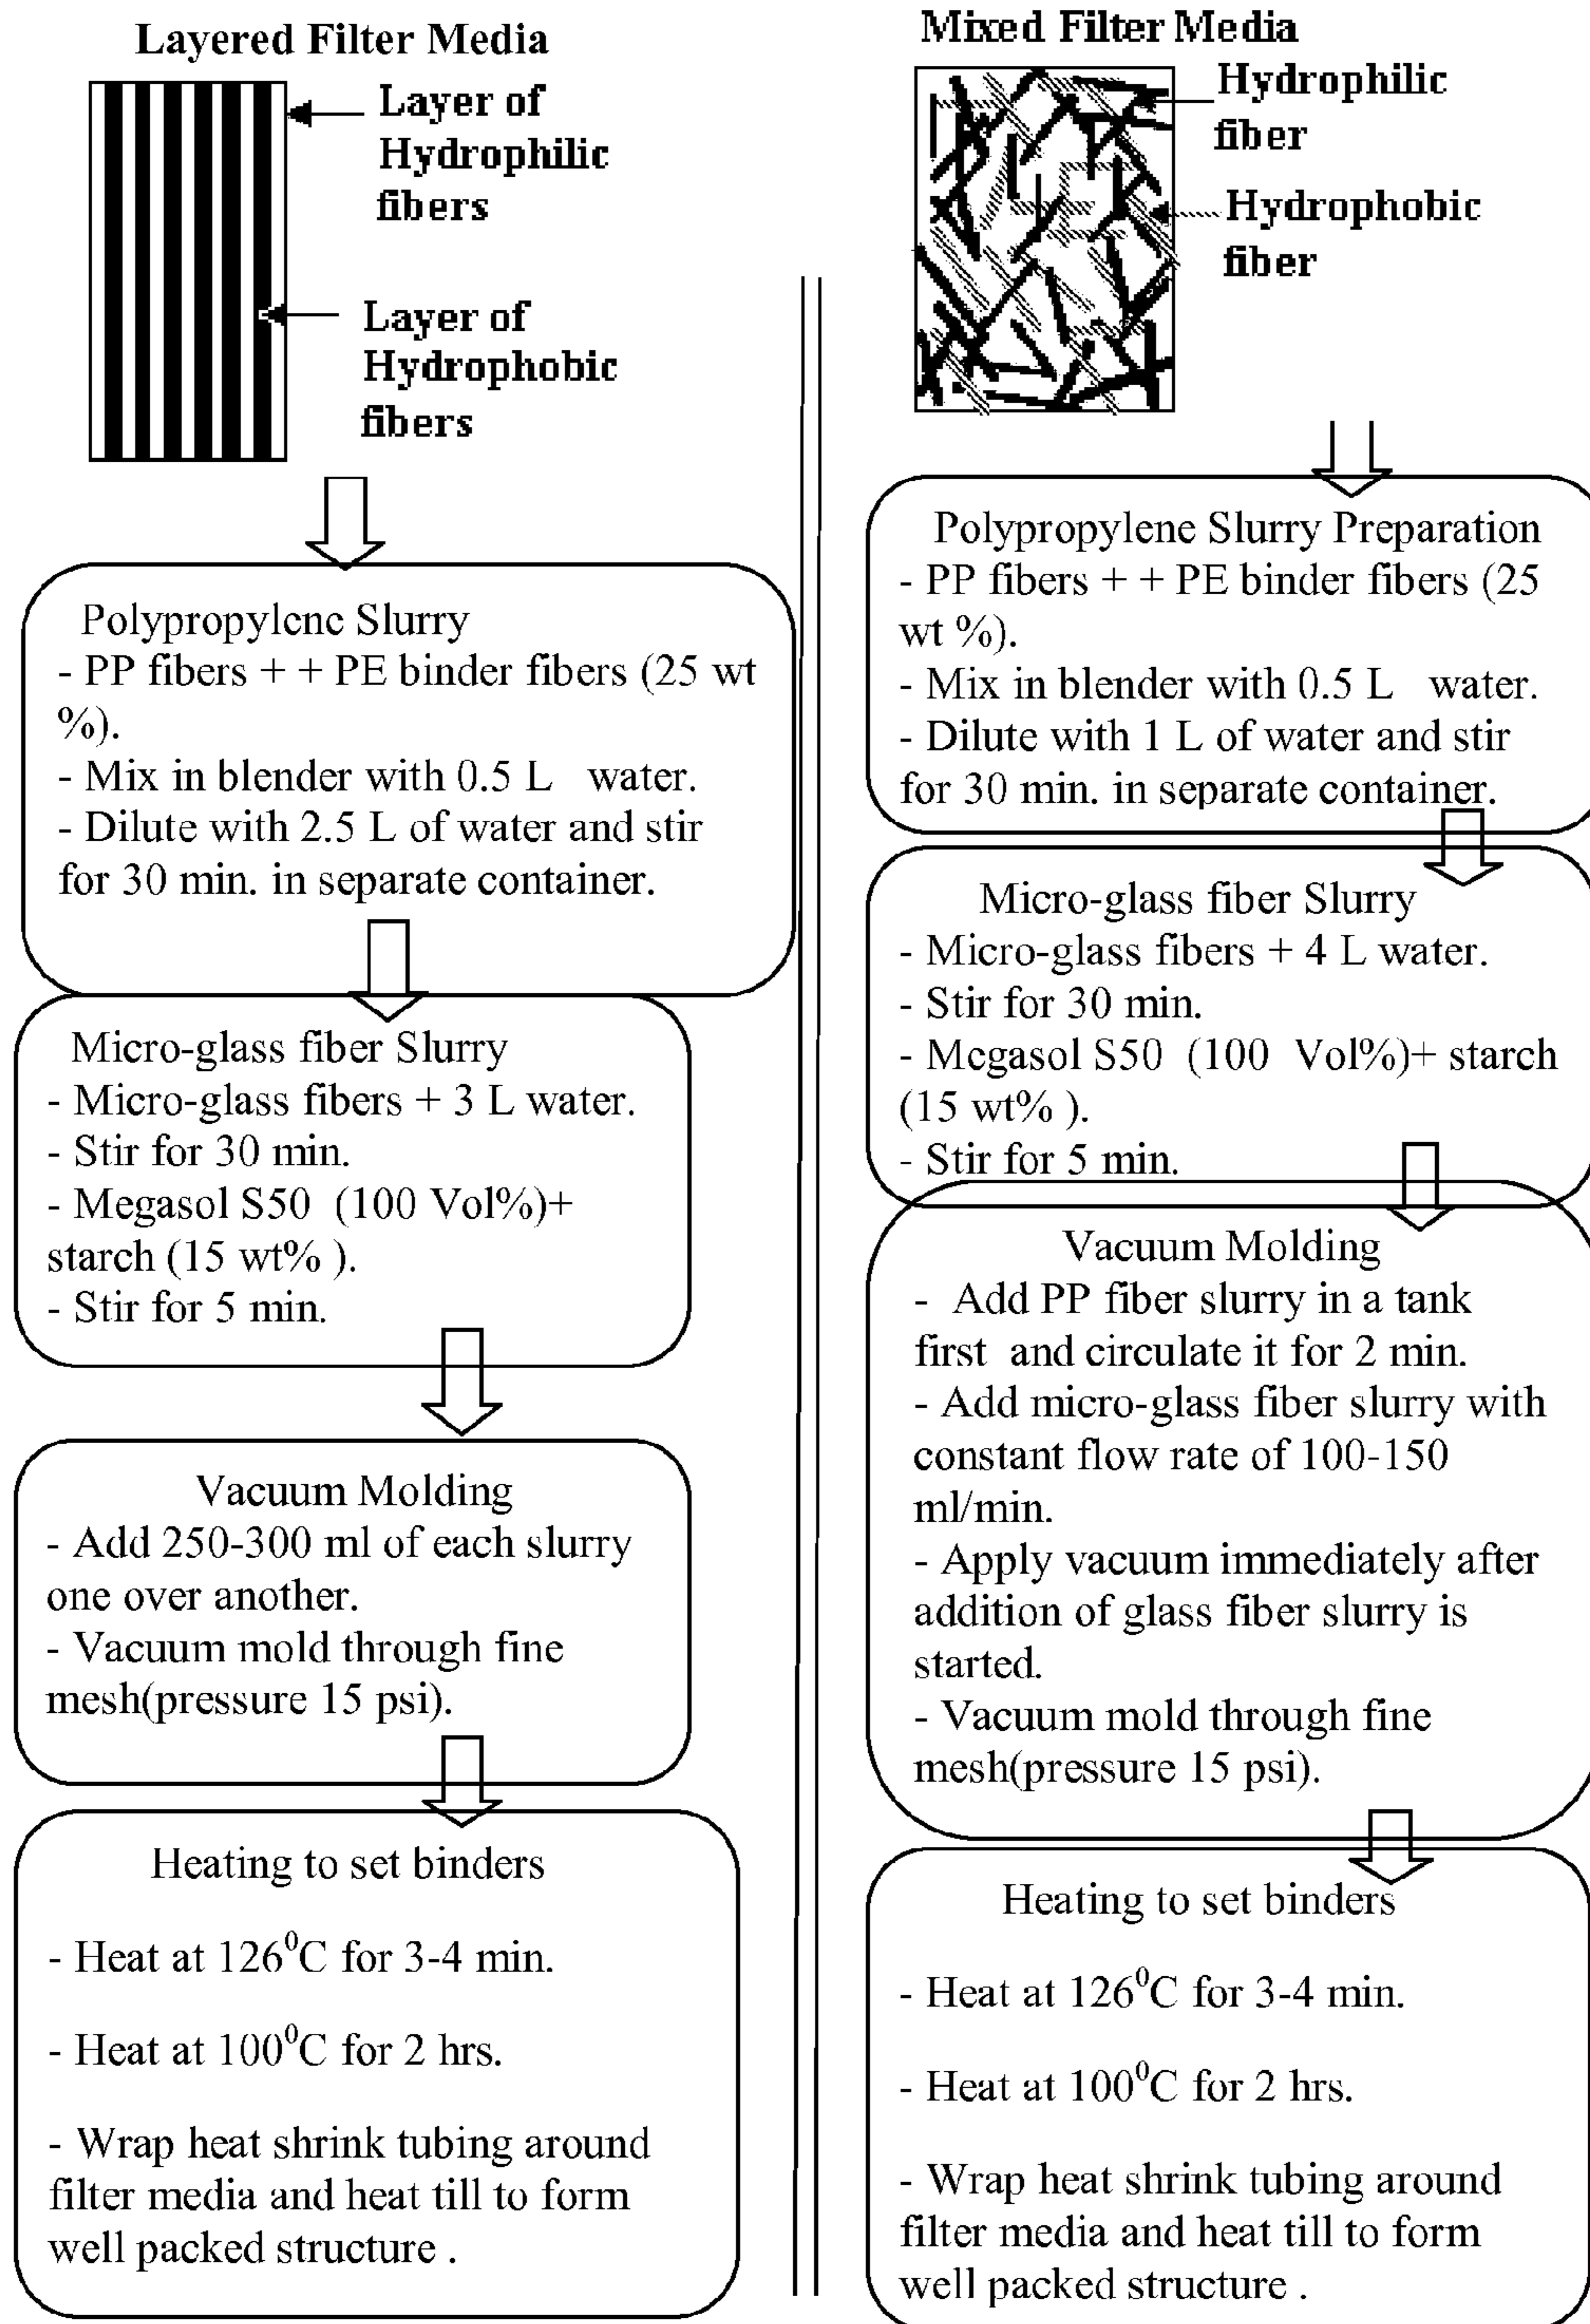 Layered Filter Media
Layer of
Hydrophilic
fibers
Layer of
Hydrophobic
fibers
Polypropylene Slurry
- PP fibers + + PE binder fibers (25 wt
%).
- Mix in blender with 0.5 L water.
- Dilute with 2.5 L of water and stir
for 30 min. in separate container.
Micro-glass fiber Slurry
- Micro-glass fibers + 3 L water.
- Stir for 30 min.
- Megasol S50 (100 Vol%)+
starch (15 wt% ).
- Stir for 5 min.
Vacuum Molding
- Add 250-300 ml of each slurry
one over another.
- Vacuum mold through fine
mesh(pressure 15 psi).
Heating to set binders
- Heat at 126⁰C for 3-4 min.
- Heat at 100⁰C for 2 hrs.
- Wrap heat shrink tubing around
filter media and heat till to form
well packed structure .
Mixed Filter Media
Hydrophilic
fiber
Hydrophobic
fiber
Polypropylene Slurry Preparation
- PP fibers + + PE binder fibers (25
wt %).
- Mix in blender with 0.5 L water.
- Dilute with 1 L of water and stir
for 30 min. in separate container.
Micro-glass fiber Slurry
- Micro-glass fibers + 4 L water.
- Stir for 30 min.
- Megasol S50 (100 Vol%)+ starch
(15 wt% ).
- Stir for 5 min.
Vacuum Molding
- Add PP fiber slurry in a tank
first and circulate it for 2 min.
- Add micro-glass fiber slurry with
constant flow rate of 100-150
ml/min.
- Apply vacuum immediately after
addition of glass fiber slurry is
started.
- Vacuum mold through fine
mesh(pressure 15 psi).
Heating to set binders
- Heat at 126⁰C for 3-4 min.
- Heat at 100⁰C for 2 hrs.
- Wrap heat shrink tubing around
filter media and heat till to form
well packed structure .